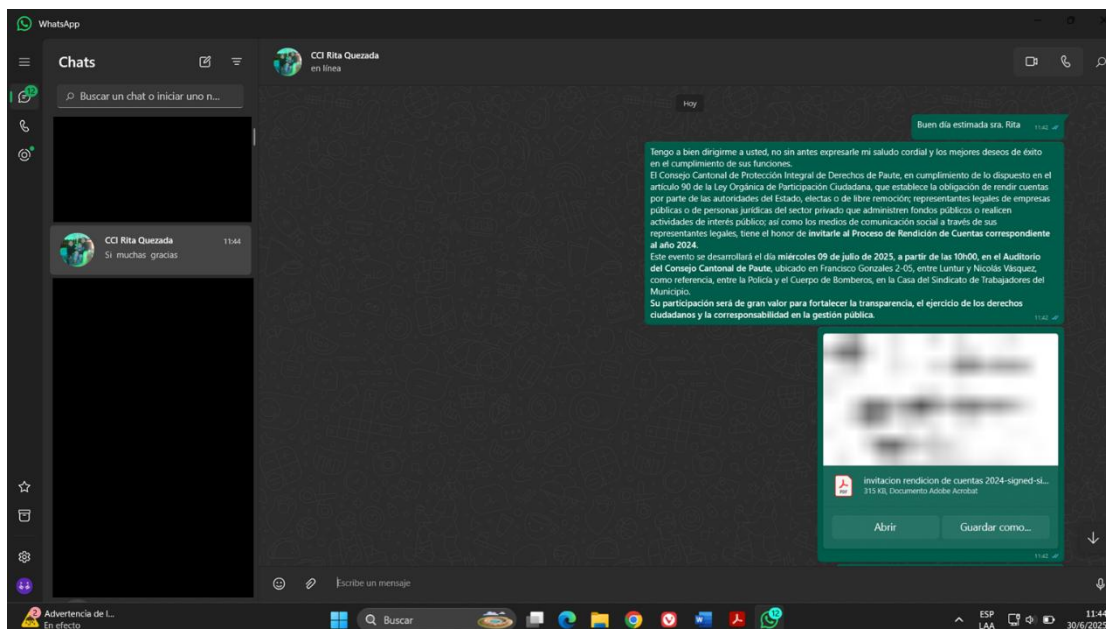 WhatsApp
Chats
Buscar un chat o iniciar uno n...
12
CCI Rita Quezada
11:44
Si muchas gracias
CCI Rita Quezada
en línea
Hoy
Buen día estimada sra. Rita
11:42
Tengo a bien dirigirme a usted, no sin antes expresarle mi saludo cordial y los mejores deseos de éxito
en el cumplimiento de sus funciones.
El Consejo Cantonal de Protección Integral de Derechos de Paute, en cumplimiento de lo dispuesto en el
artículo 90 de la Ley Orgánica de Participación Ciudadana, que establece la obligación de rendir cuentas
por parte de las autoridades del Estado, electas o de libre remoción; representantes legales de empresas
públicas o de personas jurídicas del sector privado que administren fondos públicos o realicen
actividades de interés público; así como los medios de comunicación social a través de sus
representantes legales, tiene el honor de invitarle al Proceso de Rendición de Cuentas correspondiente
al año 2024.
Este evento se desarrollará el día miércoles 09 de julio de 2025, a partir de las 10h00, en el Auditorio
del Consejo Cantonal de Paute, ubicado en Francisco Gonzales 2-05, entre Luntur y Nicolás Vásquez,
como referencia, entre la Policía y el Cuerpo de Bomberos, en la Casa del Sindicato de Trabajadores del
Municipio.
Su participación será de gran valor para fortalecer la transparencia, el ejercicio de los derechos
ciudadanos y la corresponsabilidad en la gestión pública.
11:42
PDF
invitacion rendicion de cuentas 2024-signed-si...
315 KB, Documento Adobe Acrobat
Abrir
Guardar como...
11:42
Escribe un mensaje
2
Advertencia de l...
En efecto
Buscar
12
ESP
LAA
11:44
30/6/2025